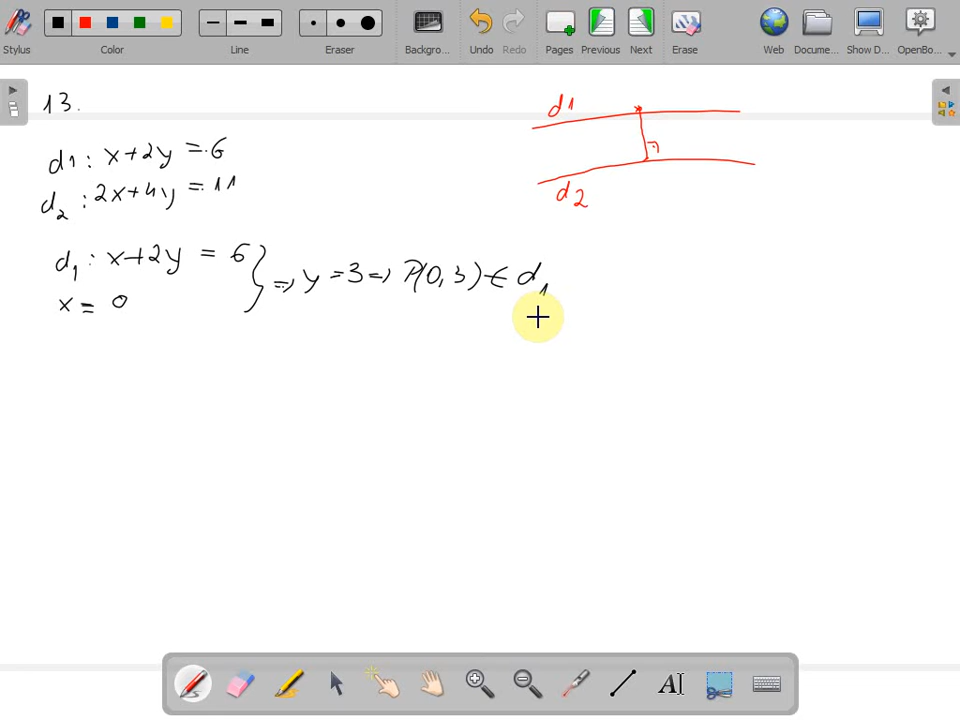 Stylus Color Line Eraser Backgro... Undo Redo Pages Previous Next Erase Web Docume... Show D... OpenBo...
13.
d1
d2
d1 : x+2y = 6
d2 : 2x+4y = 11
d1 : x+2y = 6
x = 0
} => y = 3 => P(0,3) ∈ d1